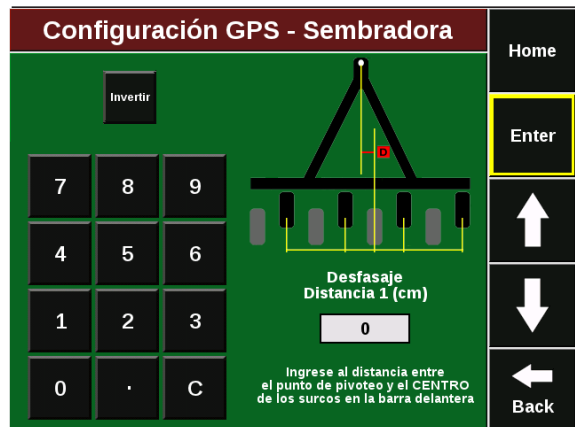 Configuración GPS - Sembradora
Home
Invertir
Enter
D
7 8 9
4 5 6
1 2 3
0 . C
Desfasaje
Distancia 1 (cm)
0
Ingrese al distancia entre
el punto de pivoteo y el CENTRO
de los surcos en la barra delantera
Back